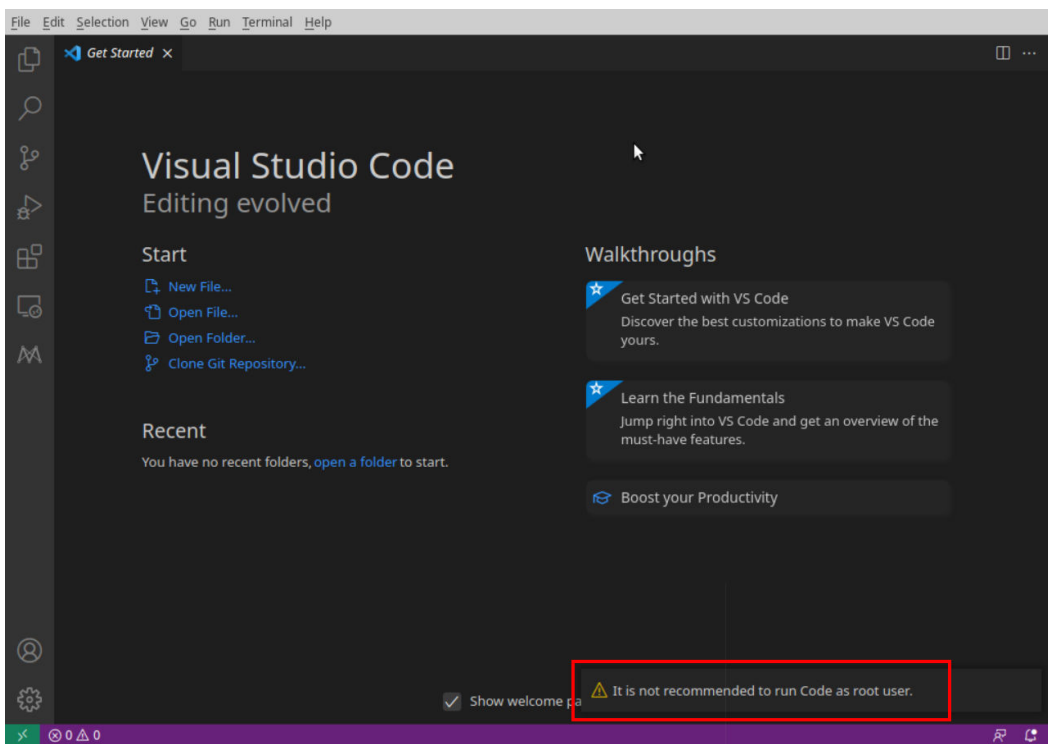 File Edit Selection View Go Run Terminal Help
Get Started
Visual Studio Code
Editing evolved
Start
New File...
Open File...
Open Folder...
Clone Git Repository...
Recent
You have no recent folders, open a folder to start.
Walkthroughs
Get Started with VS Code
Discover the best customizations to make VS Code
yours.
Learn the Fundamentals
Jump right into VS Code and get an overview of the
must-have features.
Boost your Productivity
Show welcome pa
It is not recommended to run Code as root user.
0 0